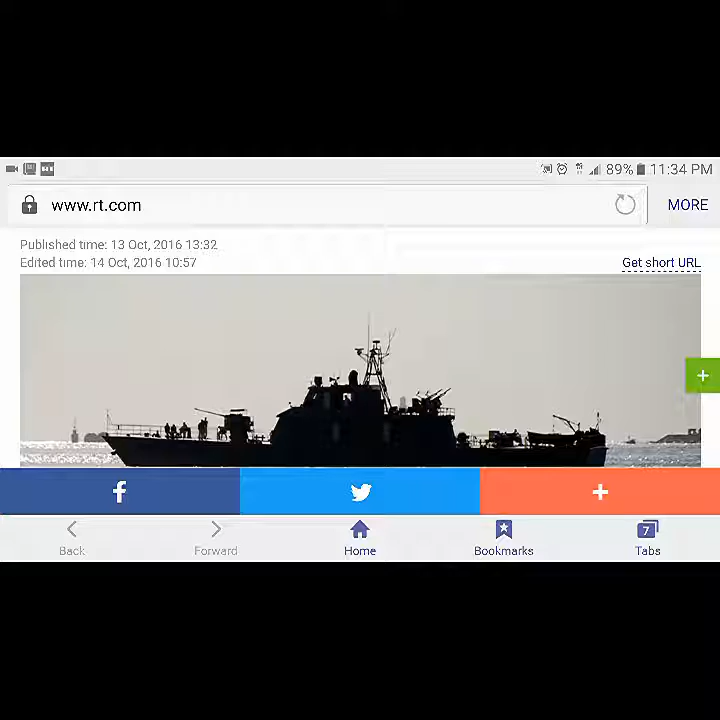 89% 11:34 PM
www.rt.com
MORE
Published time: 13 Oct, 2016 13:32
Edited time: 14 Oct, 2016 10:57
Get short URL
+
f
+
Back
Forward
Home
Bookmarks
7
Tabs